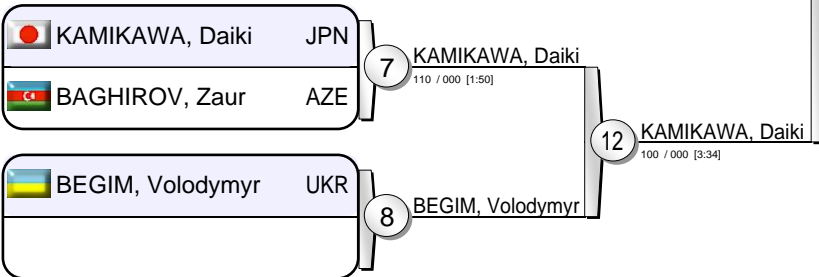 KAMIKAWA, Daiki JPN
BAGHIROV, Zaur AZE
7
KAMIKAWA, Daiki
110 / 000 [1:50]
12
KAMIKAWA, Daiki
100 / 000 [3:34]
BEGIM, Volodymyr UKR
8
BEGIM, Volodymyr